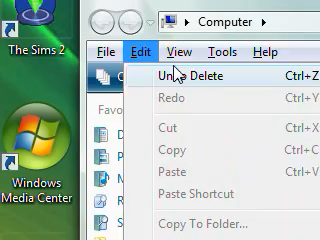 The Sims 2
Computer
File Edit View Tools Help
Undo Delete Ctrl+Z
Redo Ctrl+Y
Cut Ctrl+X
Copy Ctrl+C
Paste Ctrl+V
Paste Shortcut
Copy To Folder...
Windows
Media Center
Favo
D
P
M
R
S